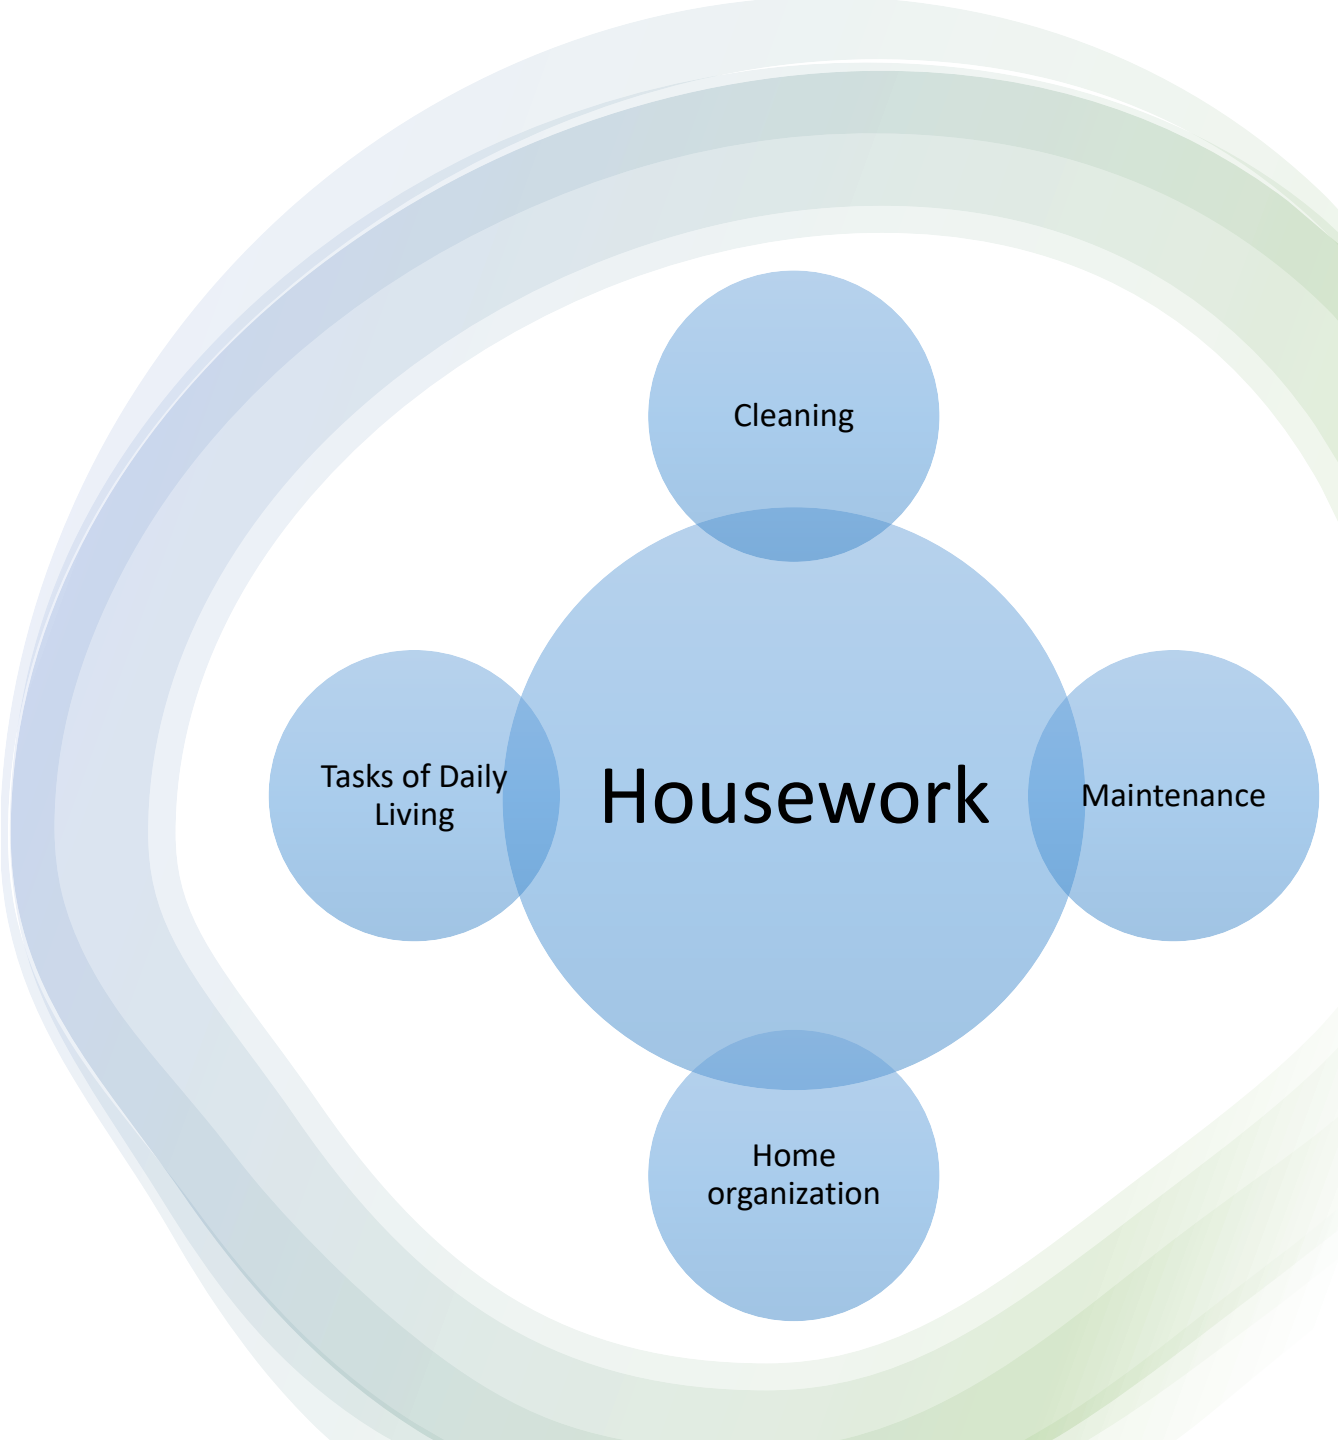 Cleaning
Tasks of Daily
Living
Housework
Maintenance
Home
organization